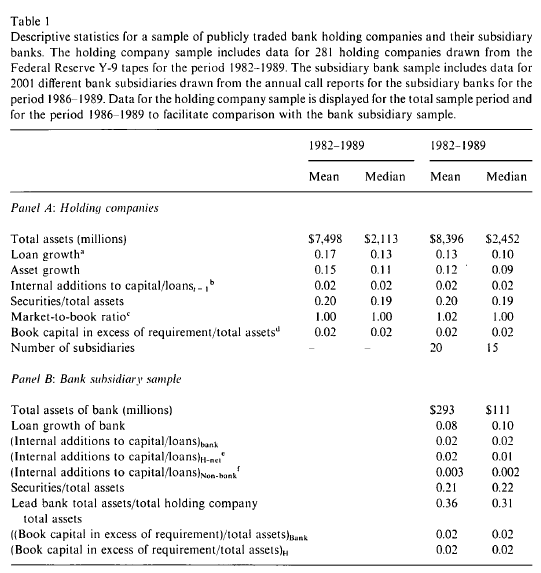 Table 1
Descriptive statistics for a sample of publicly traded bank holding companies and their subsidiary
banks. The holding company sample includes data for 281 holding companies drawn from the
Federal Reserve Y-9 tapes for the period 1982–1989. The subsidiary bank sample includes data for
2001 different bank subsidiaries drawn from the annual call reports for the subsidiary banks for the
period 1986–1989. Data for the holding company sample is displayed for the total sample period and
for the period 1986–1989 to facilitate comparison with the bank subsidiary sample.
1982–1989 1982–1989
Mean Median Mean Median
Panel A: Holding companies
Total assets (millions) $7,498 $2,113 $8,396 $2,452
Loan growthᵃ 0.17 0.13 0.13 0.10
Asset growth 0.15 0.11 0.12 0.09
Internal additions to capital/loansₜ₋₁ᵇ 0.02 0.02 0.02 0.02
Securities/total assets 0.20 0.19 0.20 0.19
Market-to-book ratioᶜ 1.00 1.00 1.02 1.00
Book capital in excess of requirement/total assetsᵈ 0.02 0.02 0.02 0.02
Number of subsidiaries – – 20 15
Panel B: Bank subsidiary sample
Total assets of bank (millions) $293 $111
Loan growth of bank 0.08 0.10
(Internal additions to capital/loans)bank 0.02 0.02
(Internal additions to capital/loans)H-netᵉ 0.02 0.01
(Internal additions to capital/loans)Non-bankᶠ 0.003 0.002
Securities/total assets 0.21 0.22
Lead bank total assets/total holding company 0.36 0.31
total assets
((Book capital in excess of requirement)/total assets)Bank 0.02 0.02
(Book capital in excess of requirement/total assets)H 0.02 0.02